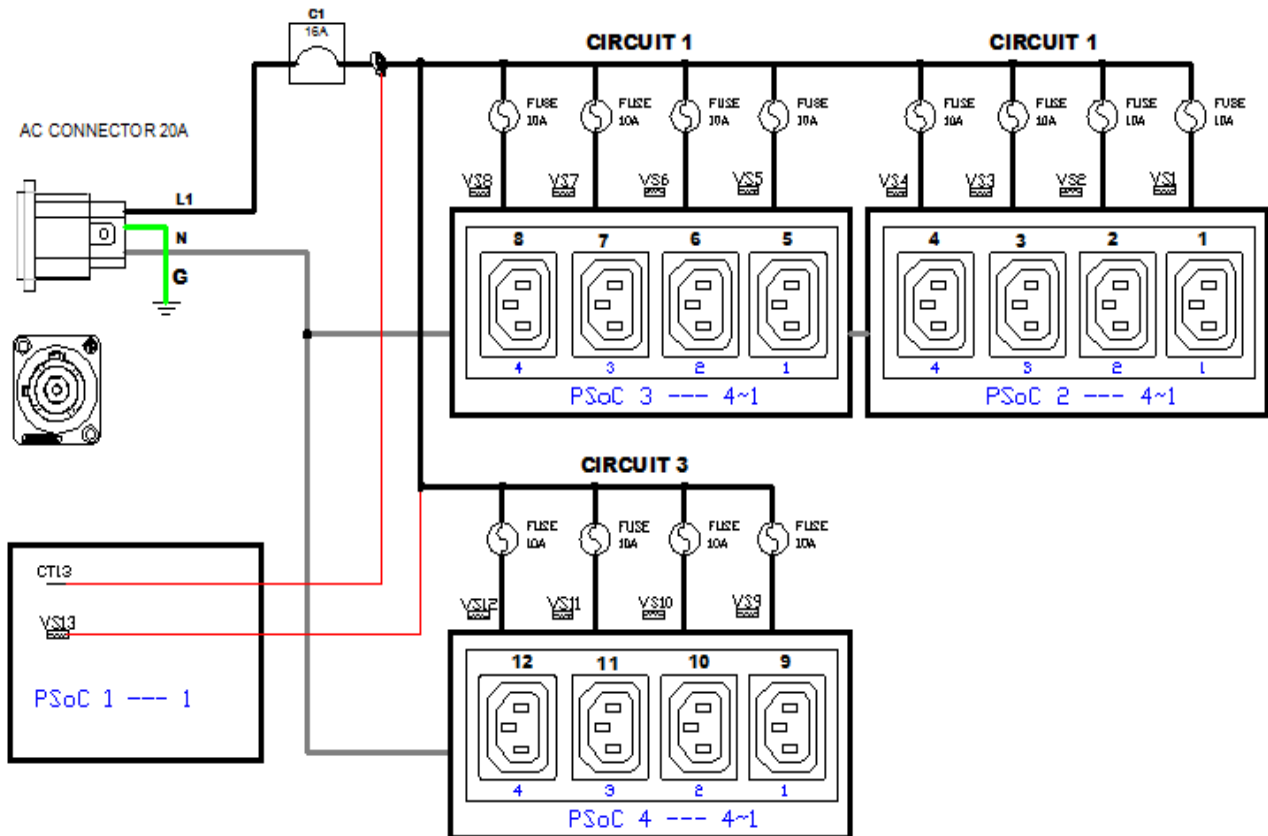 C1
16A
CIRCUIT 1
CIRCUIT 1
FUSE 10A
FUSE 10A
FUSE 10A
FUSE 10A
FUSE 10A
FUSE 10A
FUSE 10A
FUSE 10A
AC CONNECTOR 20A
VS8
VS7
VS6
VS5
VS4
VS3
VS2
VS1
L1
N
G
8 7 6 5
4 3 2 1
4 3 2 1
4 3 2 1
PSoC 3 --- 4~1
PSoC 2 --- 4~1
CIRCUIT 3
FUSE 10A
FUSE 10A
FUSE 10A
FUSE 10A
CT13
VS13
PSoC 1 --- 1
VS12
VS11
VS10
VS9
12 11 10 9
4 3 2 1
PSoC 4 --- 4~1